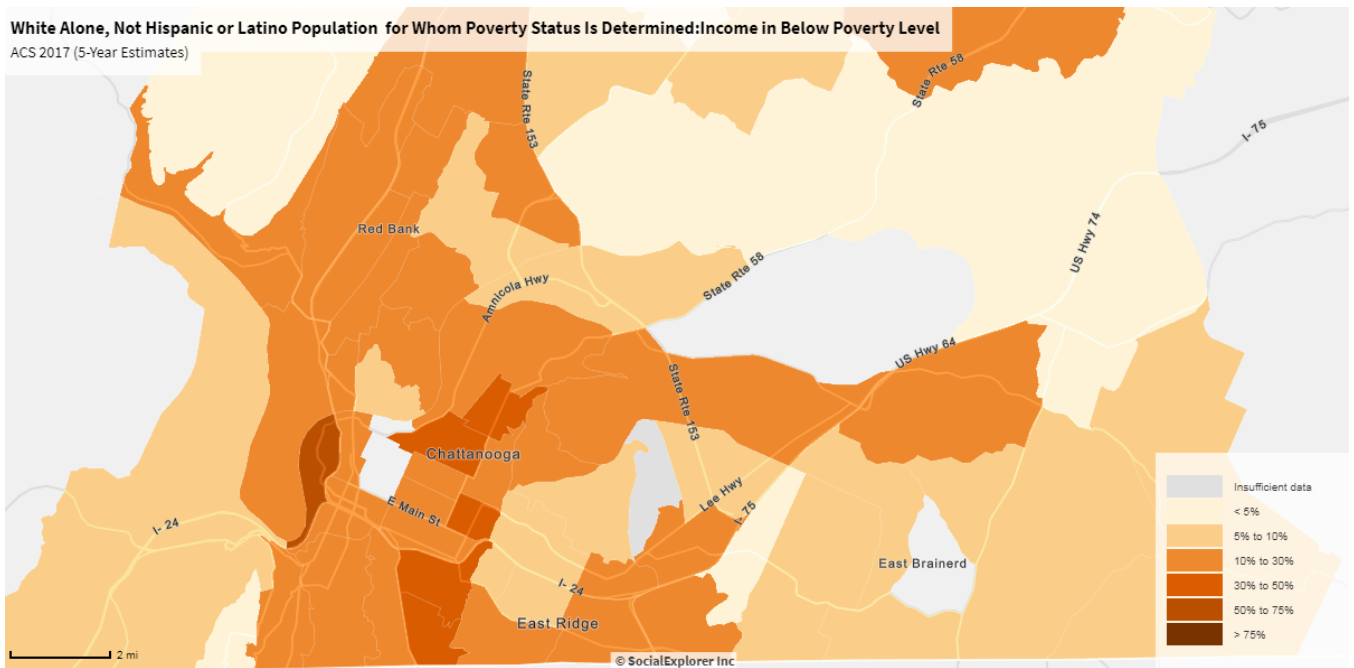 White Alone, Not Hispanic or Latino Population for Whom Poverty Status Is Determined:Income in Below Poverty Level
ACS 2017 (5-Year Estimates)
State Rte 153
State Rte 58
I- 75
Red Bank
US Hwy 74
State Rte 58
Amnicola Hwy
US Hwy 64
State Rte 153
Chattanooga
Lee Hwy
E Main St
I- 75
I- 24
East Brainerd
I- 24
East Ridge
Insufficient data
< 5%
5% to 10%
10% to 30%
30% to 50%
50% to 75%
> 75%
2 mi
© SocialExplorer Inc